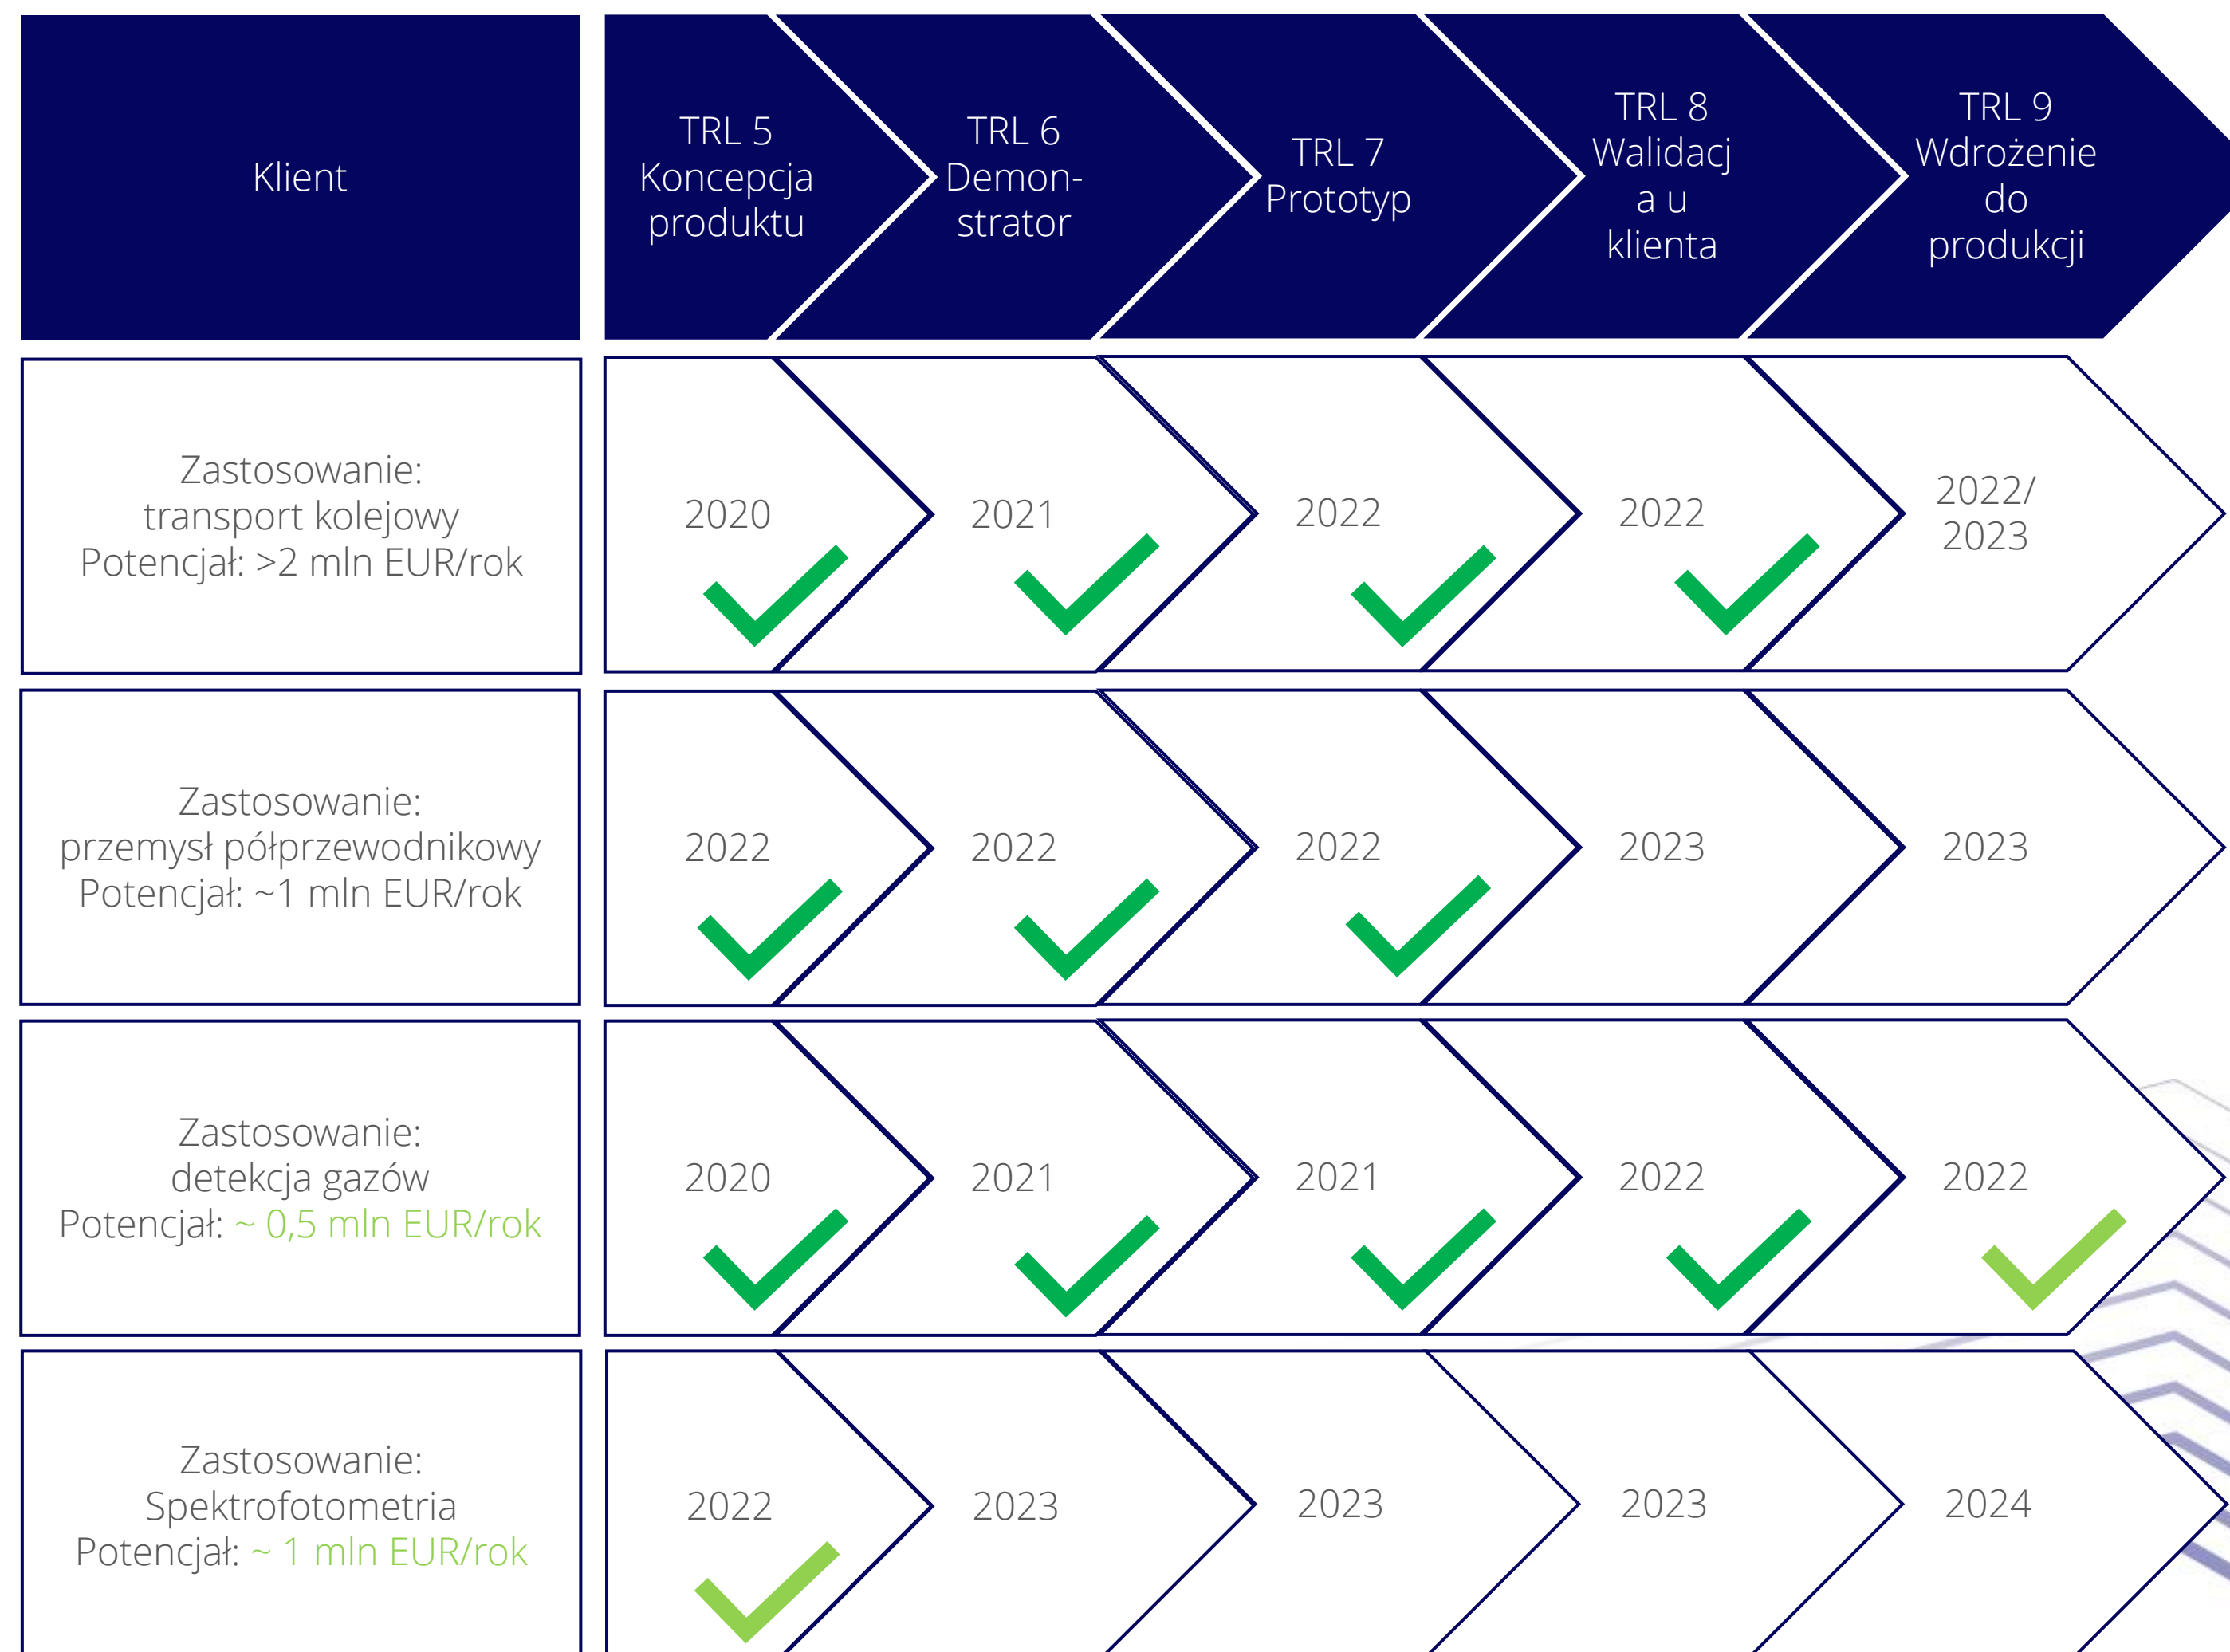 Klient
TRL 5
Koncepcja
produktu
TRL 6
Demon-
strator
TRL 7
Prototyp
TRL 8
Walidacj
a u
klienta
TRL 9
Wdrożenie
do
produkcji
Zastosowanie:
transport kolejowy
Potencjał: >2 mln EUR/rok
2020
2021
2022
2022
2022/
2023
Zastosowanie:
przemysł półprzewodnikowy
Potencjał: ~1 mln EUR/rok
2022
2022
2022
2023
2023
Zastosowanie:
detekcja gazów
Potencjał: ~ 0,5 mln EUR/rok
2020
2021
2021
2022
2022
Zastosowanie:
Spektrofotometria
Potencjał: ~ 1 mln EUR/rok
2022
2023
2023
2023
2024